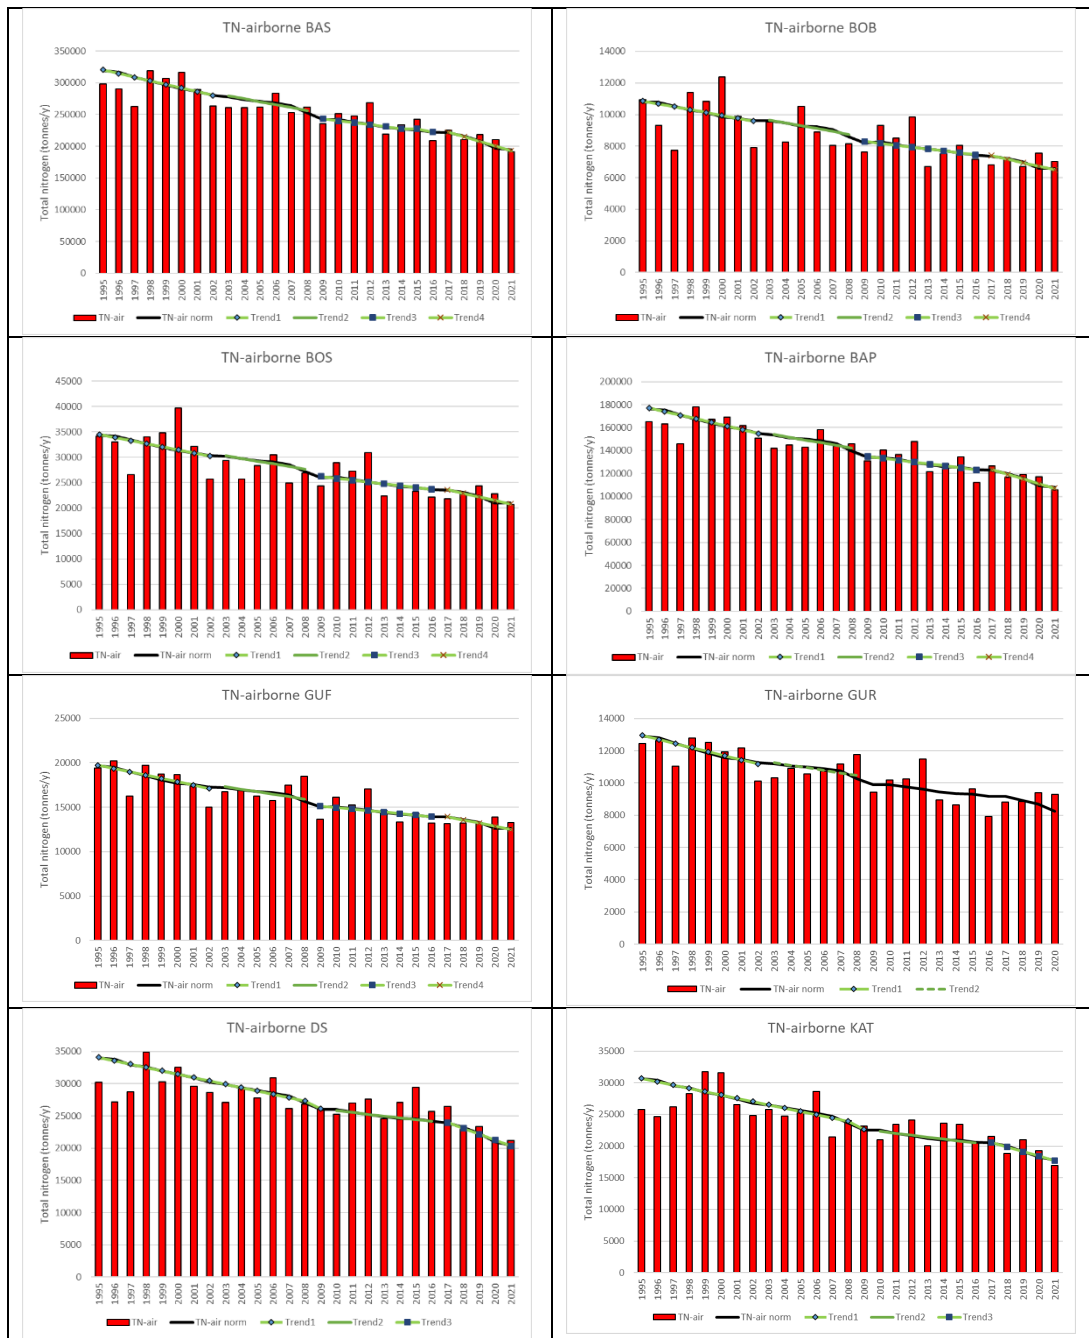 TN-airborne BAS
Total nitrogen (tonnes/y)
350000
300000
250000
200000
150000
100000
50000
0
1995 1996 1997 1998 1999 2000 2001 2002 2003 2004 2005 2006 2007 2008 2009 2010 2011 2012 2013 2014 2015 2016 2017 2018 2019 2020 2021
TN-air TN-air norm Trend1 Trend2 Trend3 Trend4
TN-airborne BOB
Total nitrogen (tonnes/y)
14000
12000
10000
8000
6000
4000
2000
0
1995 1996 1997 1998 1999 2000 2001 2002 2003 2004 2005 2006 2007 2008 2009 2010 2011 2012 2013 2014 2015 2016 2017 2018 2019 2020 2021
TN-air TN-air norm Trend1 Trend2 Trend3 Trend4
TN-airborne BOS
Total nitrogen (tonnes/y)
45000
40000
35000
30000
25000
20000
15000
10000
5000
0
1995 1996 1997 1998 1999 2000 2001 2002 2003 2004 2005 2006 2007 2008 2009 2010 2011 2012 2013 2014 2015 2016 2017 2018 2019 2020 2021
TN-air TN-air norm Trend1 Trend2 Trend3 Trend4
TN-airborne BAP
Total nitrogen (tonnes/y)
200000
180000
160000
140000
120000
100000
80000
60000
40000
20000
0
1995 1996 1997 1998 1999 2000 2001 2002 2003 2004 2005 2006 2007 2008 2009 2010 2011 2012 2013 2014 2015 2016 2017 2018 2019 2020 2021
TN-air TN-air norm Trend1 Trend2 Trend3 Trend4
TN-airborne GUF
Total nitrogen (tonnes/y)
25000
20000
15000
10000
5000
0
1995 1996 1997 1998 1999 2000 2001 2002 2003 2004 2005 2006 2007 2008 2009 2010 2011 2012 2013 2014 2015 2016 2017 2018 2019 2020 2021
TN-air TN-air norm Trend1 Trend2 Trend3 Trend4
TN-airborne GUR
Total nitrogen (tonnes/y)
14000
12000
10000
8000
6000
4000
2000
0
1995 1996 1997 1998 1999 2000 2001 2002 2003 2004 2005 2006 2007 2008 2009 2010 2011 2012 2013 2014 2015 2016 2017 2018 2019 2020
TN-air TN-air norm Trend1 Trend2
TN-airborne DS
Total nitrogen (tonnes/y)
35000
30000
25000
20000
15000
10000
5000
0
1995 1996 1997 1998 1999 2000 2001 2002 2003 2004 2005 2006 2007 2008 2009 2010 2011 2012 2013 2014 2015 2016 2017 2018 2019 2020 2021
TN-air TN-air norm Trend1 Trend2 Trend3
TN-airborne KAT
Total nitrogen (tonnes/y)
35000
30000
25000
20000
15000
10000
5000
0
1995 1996 1997 1998 1999 2000 2001 2002 2003 2004 2005 2006 2007 2008 2009 2010 2011 2012 2013 2014 2015 2016 2017 2018 2019 2020 2021
TN-air TN-air norm Trend1 Trend2 Trend3